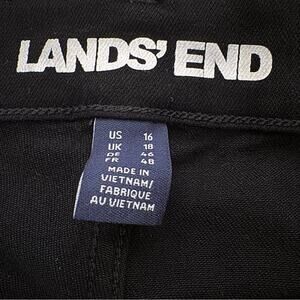 LANDS' END
US 16
UK 18
DE 46
FR 48
MADE IN
VIETNAM/
FABRIQUE
AU VIETNAM